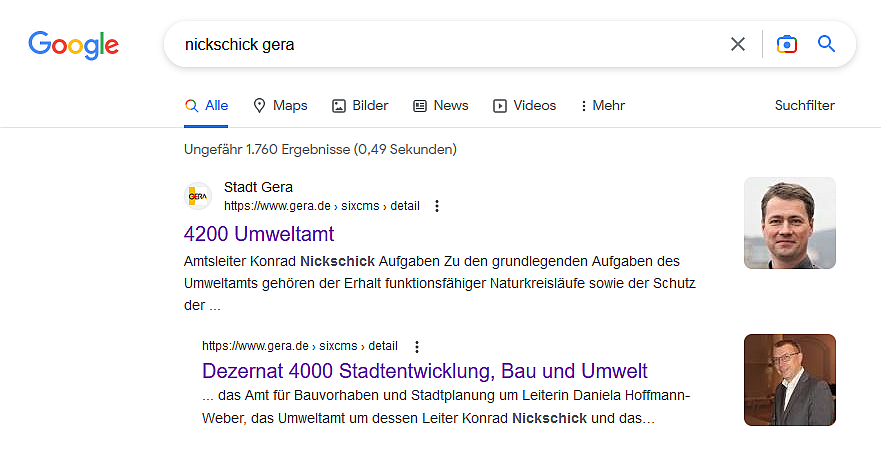 Google
nickschick gera
Alle Maps Bilder News Videos Mehr Suchfilter
Ungefähr 1.760 Ergebnisse (0,49 Sekunden)
GERA
Stadt Gera
https://www.gera.de › sixcms › detail
4200 Umweltamt
Amtsleiter Konrad Nickschick Aufgaben Zu den grundlegenden Aufgaben des
Umweltamts gehören der Erhalt funktionsfähiger Naturkreisläufe sowie der Schutz
der ...
https://www.gera.de › sixcms › detail
Dezernat 4000 Stadtentwicklung, Bau und Umwelt
... das Amt für Bauvorhaben und Stadtplanung um Leiterin Daniela Hoffmann-
Weber, das Umweltamt um dessen Leiter Konrad Nickschick und das...